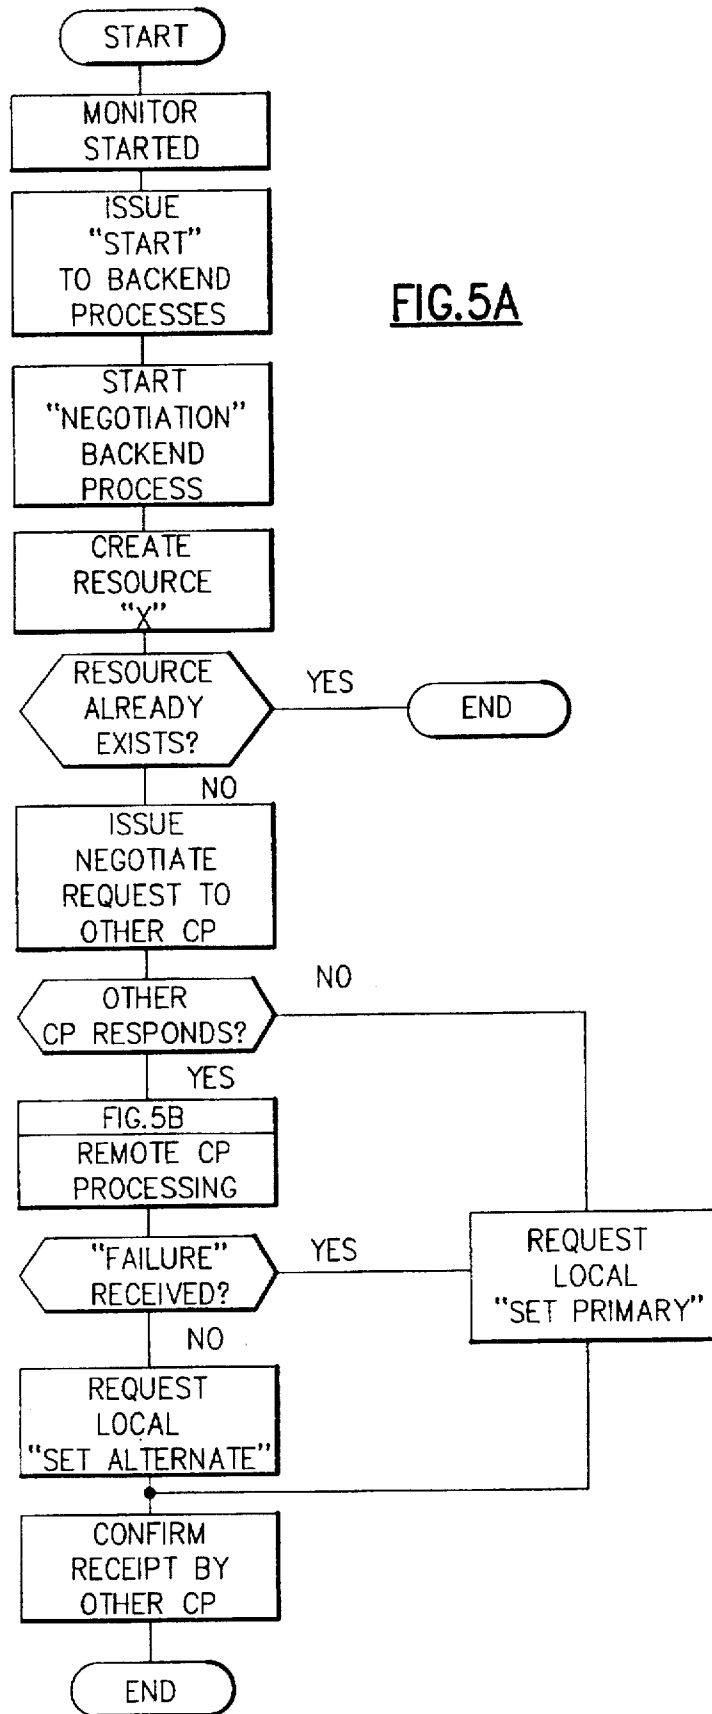 START
MONITOR
STARTED
ISSUE
"START"
TO BACKEND
PROCESSES
FIG.5A
START
"NEGOTIATION"
BACKEND
PROCESS
CREATE
RESOURCE
"X"
RESOURCE
ALREADY
EXISTS?
YES
END
NO
ISSUE
NEGOTIATE
REQUEST TO
OTHER CP
OTHER
CP RESPONDS?
NO
YES
FIG.5B
REMOTE CP
PROCESSING
"FAILURE"
RECEIVED?
YES
REQUEST
LOCAL
"SET PRIMARY"
NO
REQUEST
LOCAL
"SET ALTERNATE"
CONFIRM
RECEIPT BY
OTHER CP
END